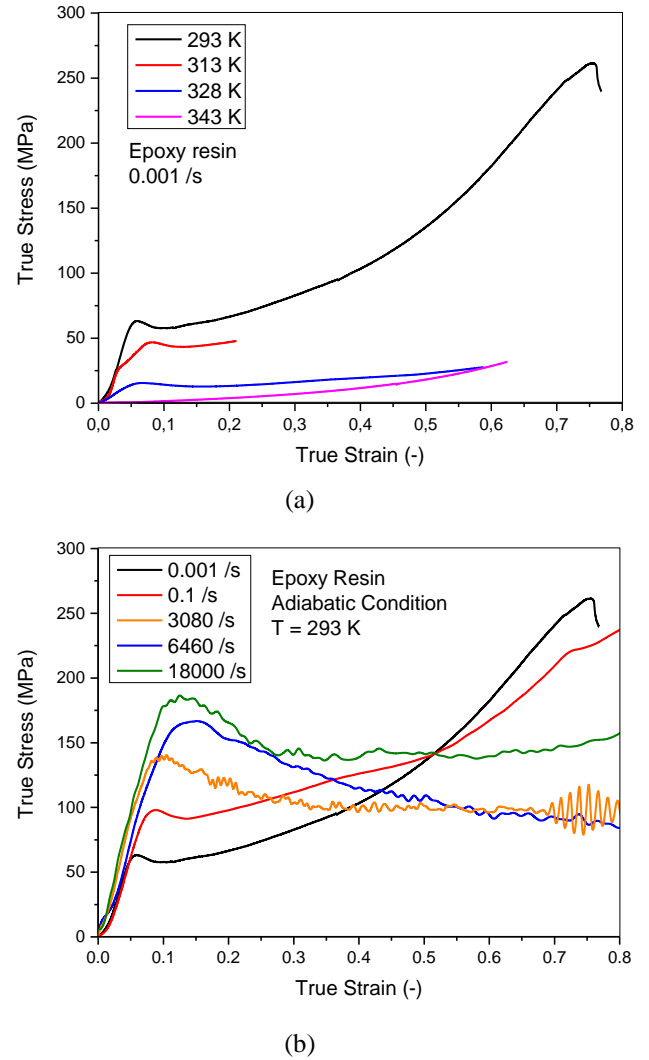 300
250
200
150
100
50
0
True Stress (MPa)
293 K
313 K
328 K
343 K
Epoxy resin
0.001 /s
0,0 0,1 0,2 0,3 0,4 0,5 0,6 0,7 0,8
True Strain (-)
(a)
300
250
200
150
100
50
0
True Stress (MPa)
0.001 /s
0.1 /s
3080 /s
6460 /s
18000 /s
Epoxy Resin
Adiabatic Condition
T = 293 K
0.0 0.1 0.2 0.3 0.4 0.5 0.6 0.7 0.8
True Strain (-)
(b)